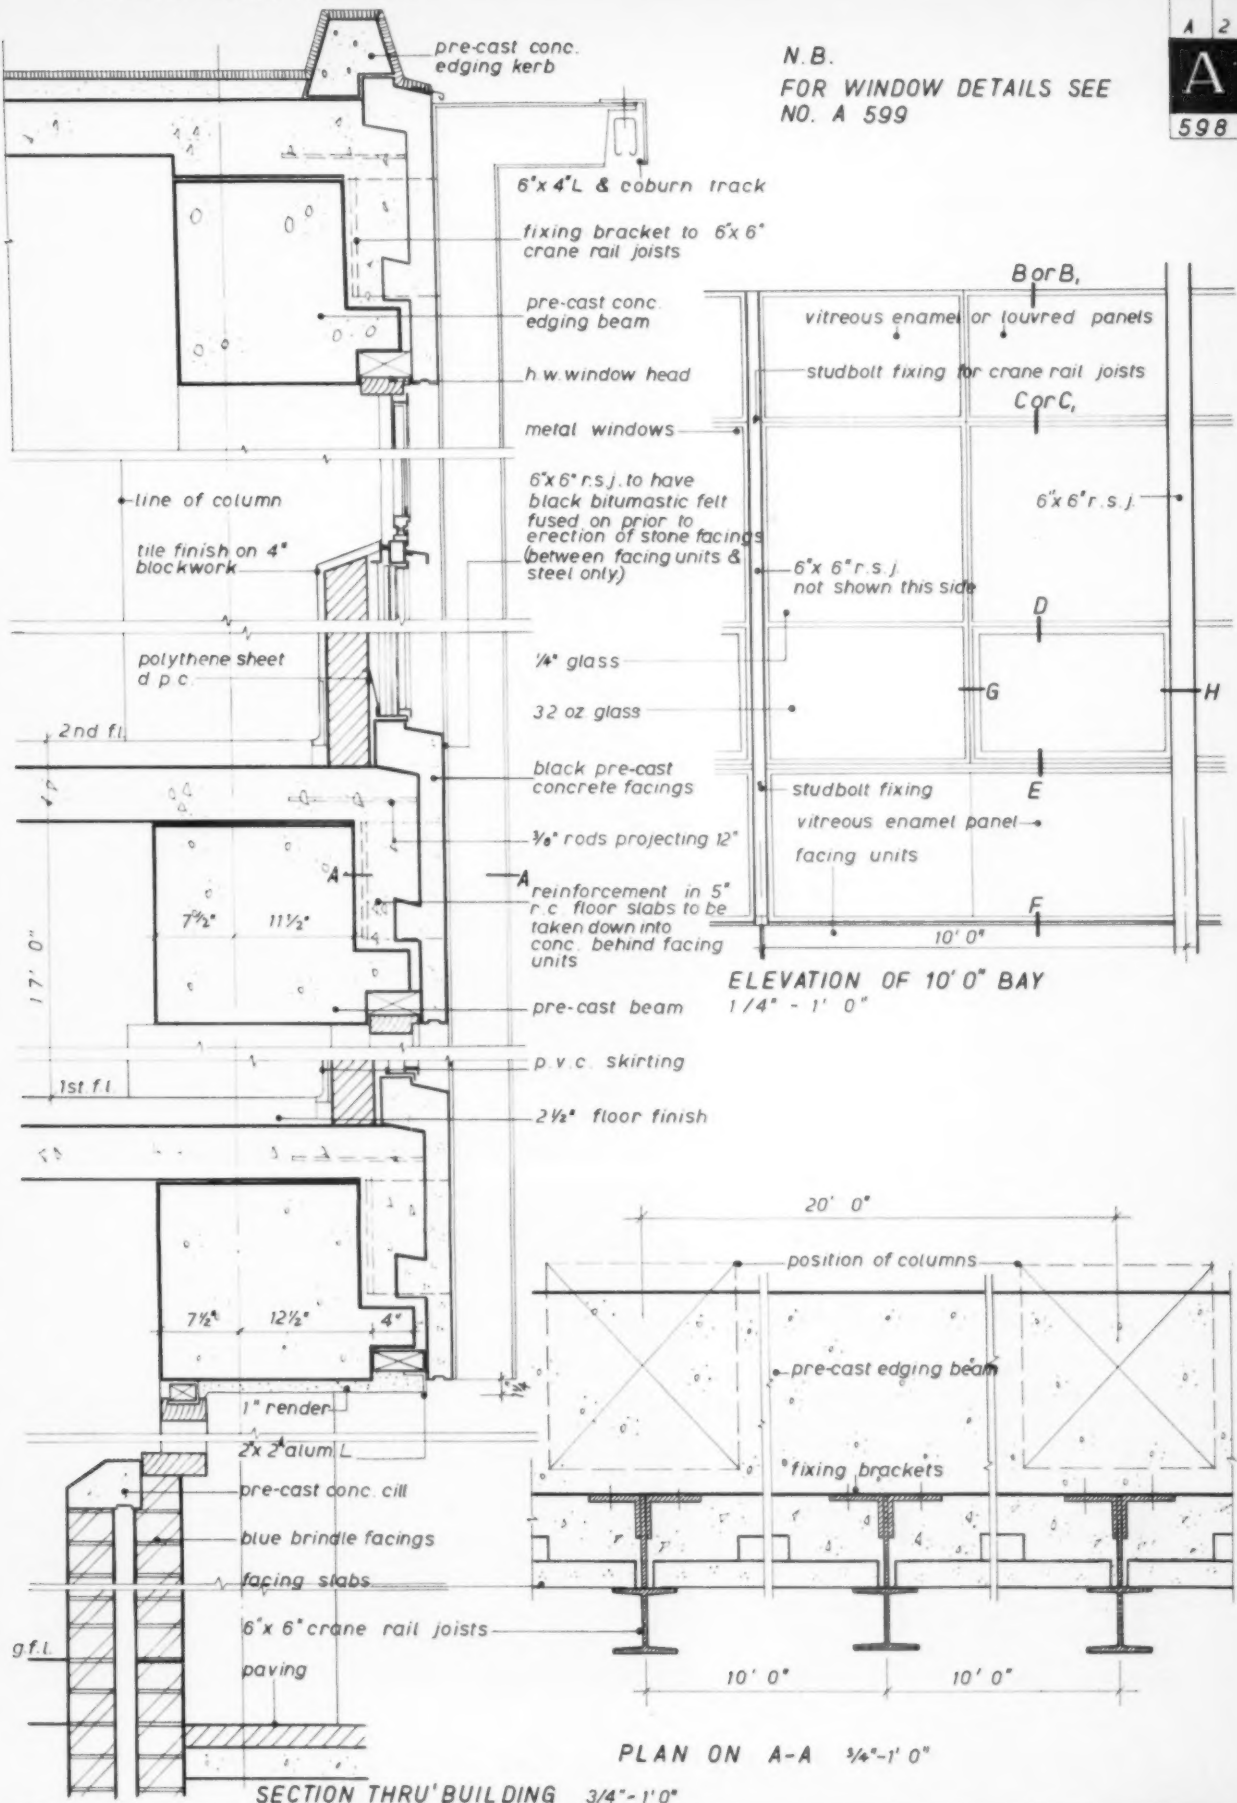 A 2
A
598
N.B.
FOR WINDOW DETAILS SEE
NO. A 599
pre-cast conc.
edging kerb
6"x 4"L & coburn track
fixing bracket to 6"x 6"
crane rail joists
pre-cast conc.
edging beam
h.w. window head
metal windows
6"x 6" r.s.j. to have
black bitumastic felt
fused on prior to
erection of stone facings
(between facing units &
steel only)
line of column
tile finish on 4"
blockwork
polythene sheet
d p c.
1/4" glass
32 oz glass
2nd f.l.
black pre-cast
concrete facings
3/8" rods projecting 12"
A
A
reinforcement in 5"
r.c. floor slabs to be
taken down into
conc. behind facing
units
7 1/2"
11 1/2"
17' 0"
pre-cast beam
p.v.c. skirting
1st. f.l.
2 1/2" floor finish
7 1/2"
12 1/2"
4"
1 1/4"
1" render
2"x 2" alum L
pre-cast conc. cill
blue brindle facings
facing slabs
6"x 6" crane rail joists
g.f.l.
paving
SECTION THRU' BUILDING 3/4"- 1' 0"
B or B,
vitreous enamel or louvred panels
studbolt fixing for crane rail joists
C or C,
6"x 6" r.s.j.
6"x 6" r.s.j.
not shown this side
D
G
H
E
studbolt fixing
vitreous enamel panel
facing units
F
10' 0"
ELEVATION OF 10' 0" BAY
1/4" - 1' 0"
20' 0"
position of columns
pre-cast edging beam
fixing brackets
10' 0"
10' 0"
PLAN ON A-A 3/4"-1' 0"